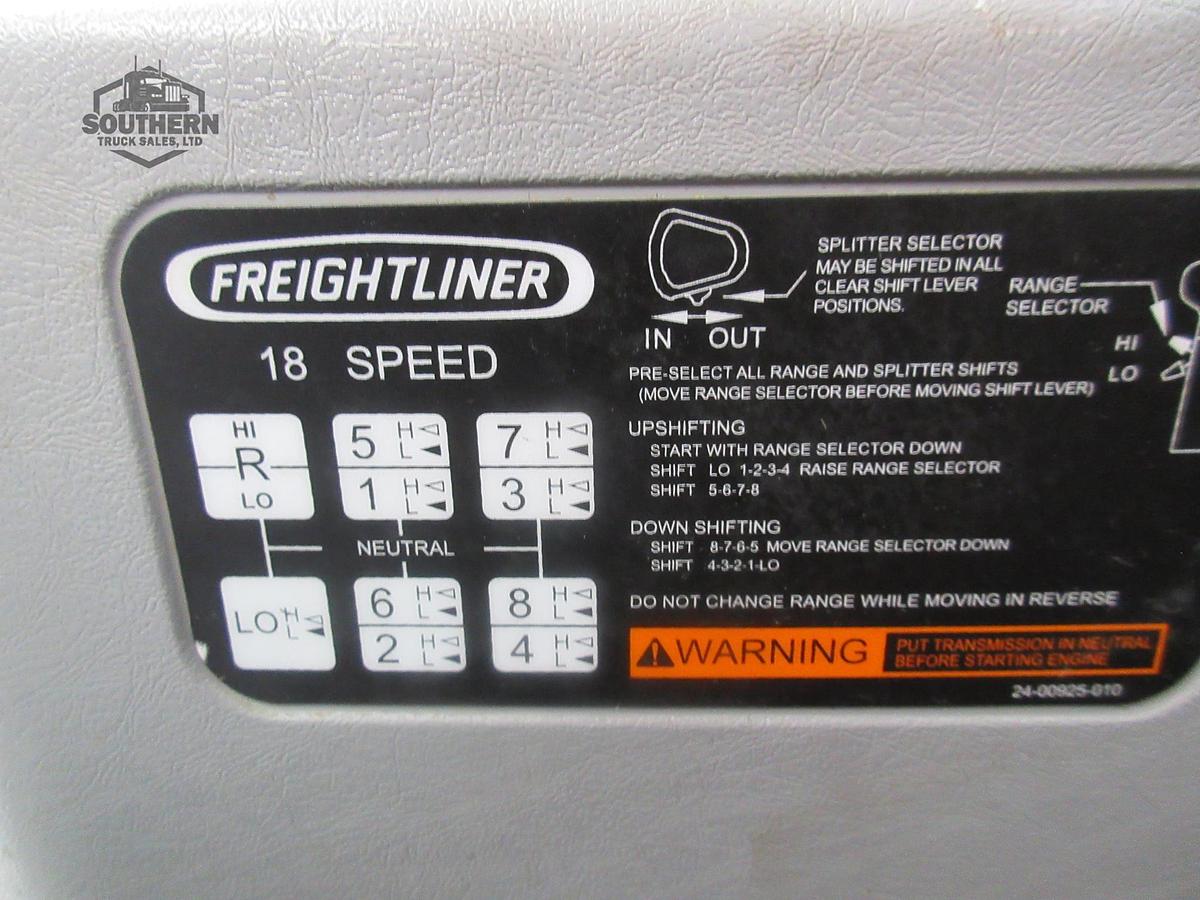 SOUTHERN
TRUCK SALES, LTD
FREIGHTLINER
18 SPEED
HI
R
LO
5 H L
1 H L
7 H L
3 H L
NEUTRAL
LO H L
6 H L
2 H L
8 H L
4 H L
IN OUT
SPLITTER SELECTOR
MAY BE SHIFTED IN ALL
CLEAR SHIFT LEVER
POSITIONS.
RANGE
SELECTOR
HI
LO
PRE-SELECT ALL RANGE AND SPLITTER SHIFTS
(MOVE RANGE SELECTOR BEFORE MOVING SHIFT LEVER)
UPSHIFTING
START WITH RANGE SELECTOR DOWN
SHIFT LO 1-2-3-4 RAISE RANGE SELECTOR
SHIFT 5-6-7-8
DOWN SHIFTING
SHIFT 8-7-6-5 MOVE RANGE SELECTOR DOWN
SHIFT 4-3-2-1-LO
DO NOT CHANGE RANGE WHILE MOVING IN REVERSE
WARNING
PUT TRANSMISSION IN NEUTRAL
BEFORE STARTING ENGINE
24-00925-010